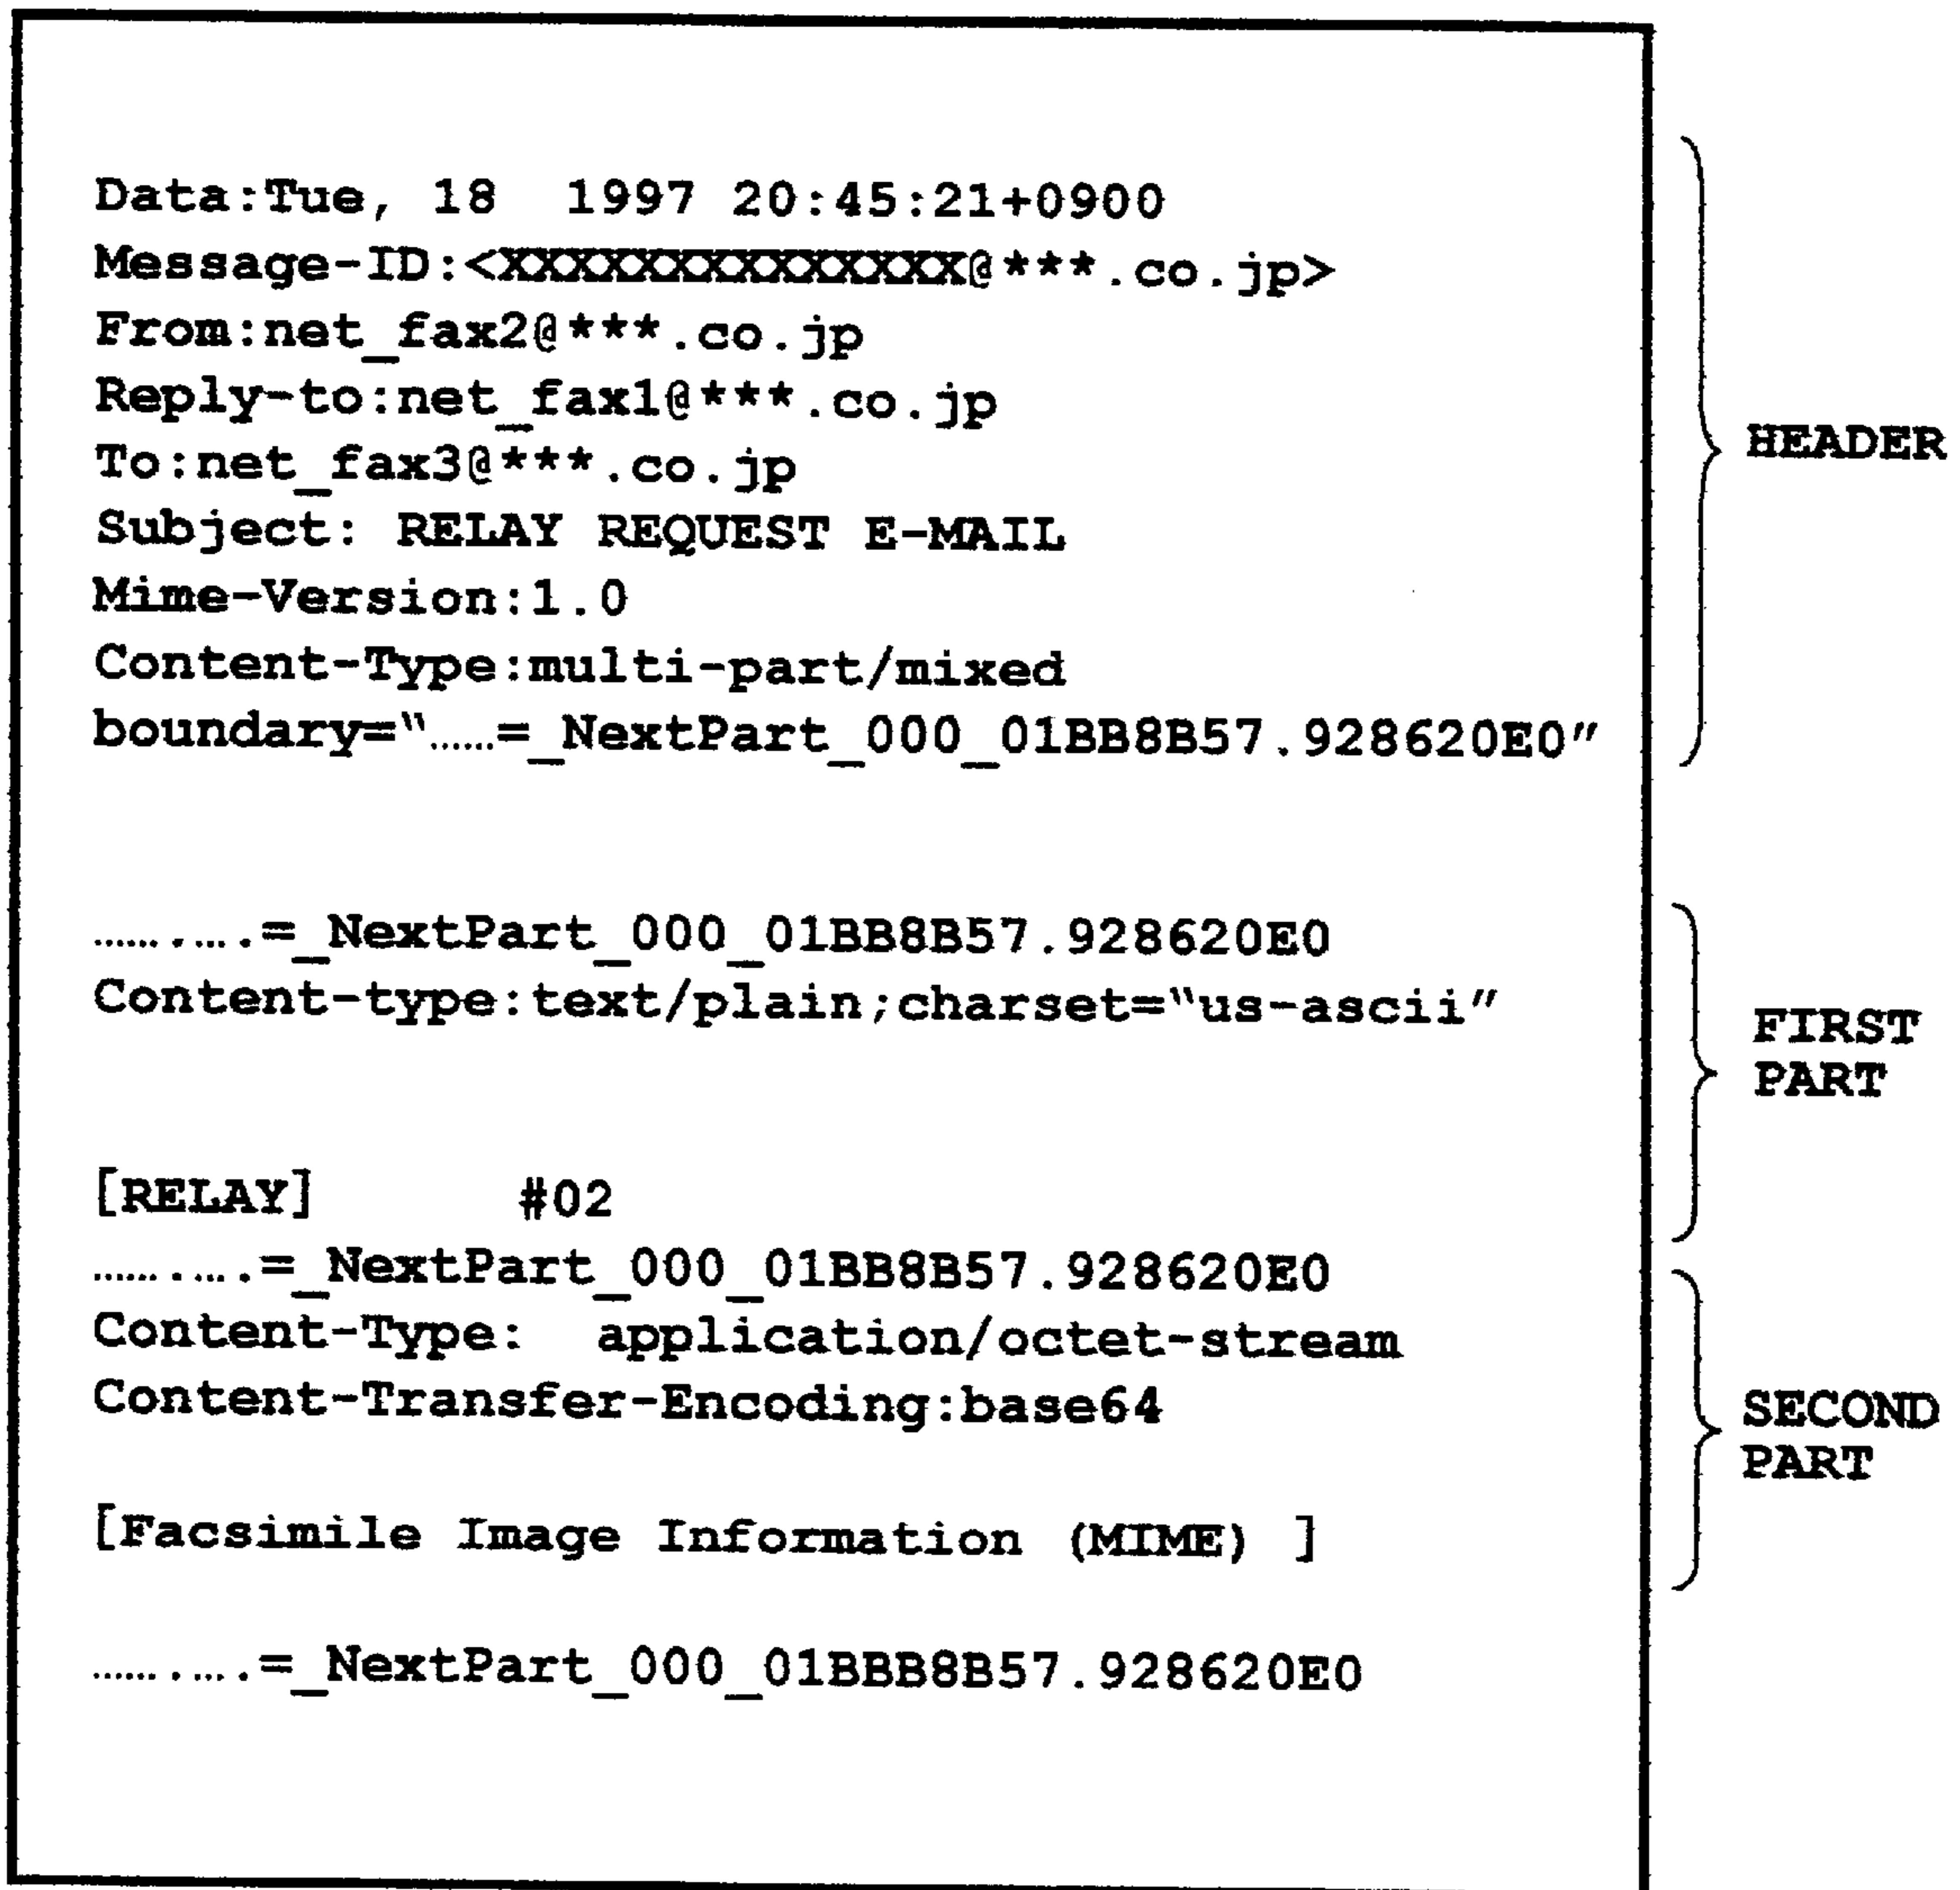 Data:Tue, 18 1997 20:45:21+0900
Message-ID:<XXXXXXXXXXXXXXXX@***.co.jp>
From:net_fax2@***.co.jp
Reply-to:net_fax1@***.co.jp
To:net_fax3@***.co.jp
Subject: RELAY REQUEST E-MAIL
Mime-Version:1.0
Content-Type:multi-part/mixed
boundary="......=_NextPart_000_01BB8B57.928620E0"
HEADER
..........=_NextPart_000_01BB8B57.928620E0
Content-type:text/plain;charset="us-ascii"
[RELAY] #02
FIRST
PART
..........=_NextPart_000_01BB8B57.928620E0
Content-Type: application/octet-stream
Content-Transfer-Encoding:base64
[Facsimile Image Information (MIME) ]
SECOND
PART
..........=_NextPart_000_01BBB8B57.928620E0